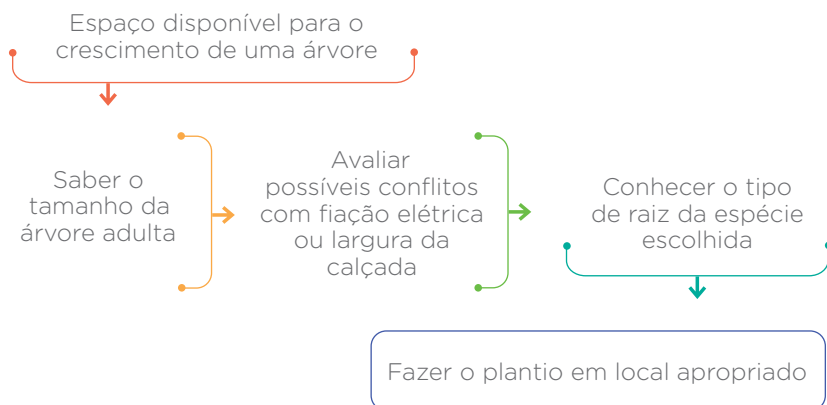 Espaço disponível para o
crescimento de uma árvore
Saber o
tamanho da
árvore adulta
Avaliar
possíveis conflitos
com fiação elétrica
ou largura da
calçada
Conhecer o tipo
de raiz da espécie
escolhida
Fazer o plantio em local apropriado